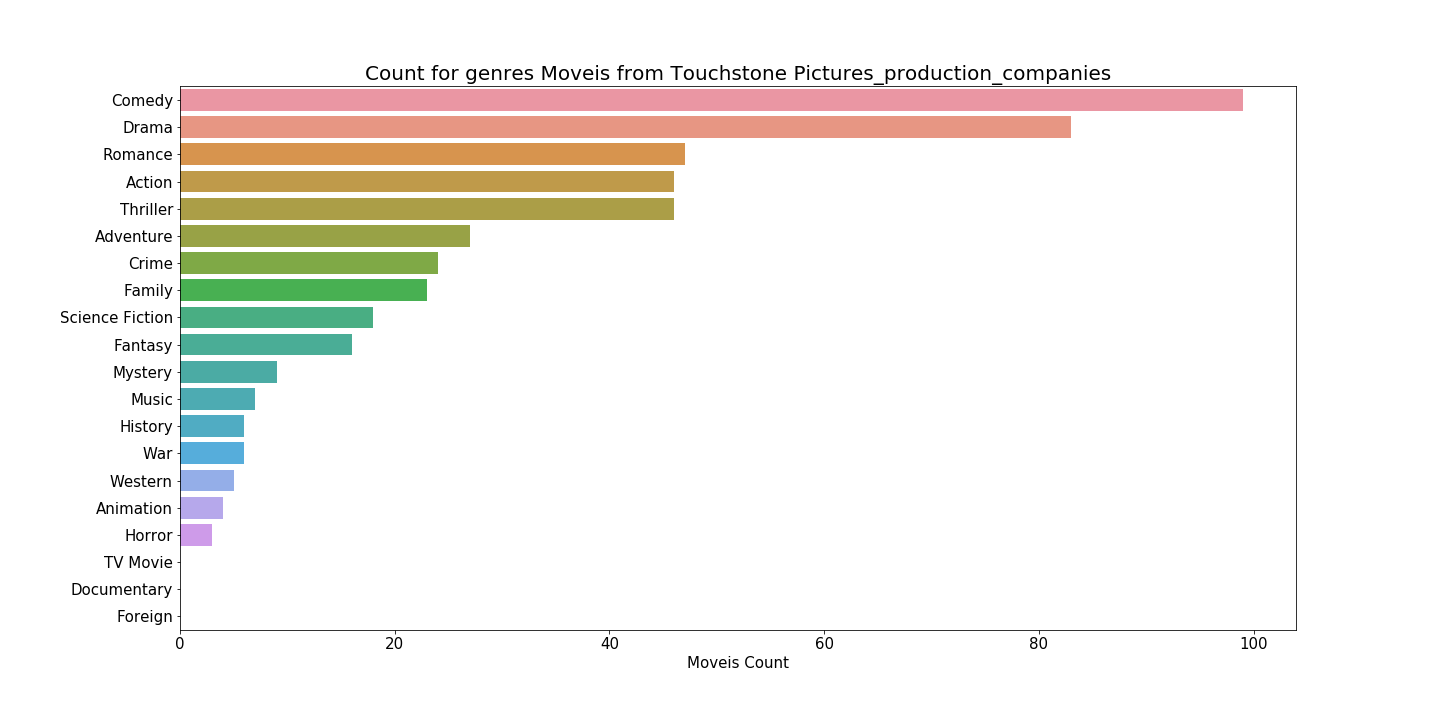 Count for genres Moveis from Touchstone Pictures_production_companies
Comedy
Drama
Romance
Action
Thriller
Adventure
Crime
Family
Science Fiction
Fantasy
Mystery
Music
History
War
Western
Animation
Horror
TV Movie
Documentary
Foreign
0 20 40 60 80 100
Moveis Count